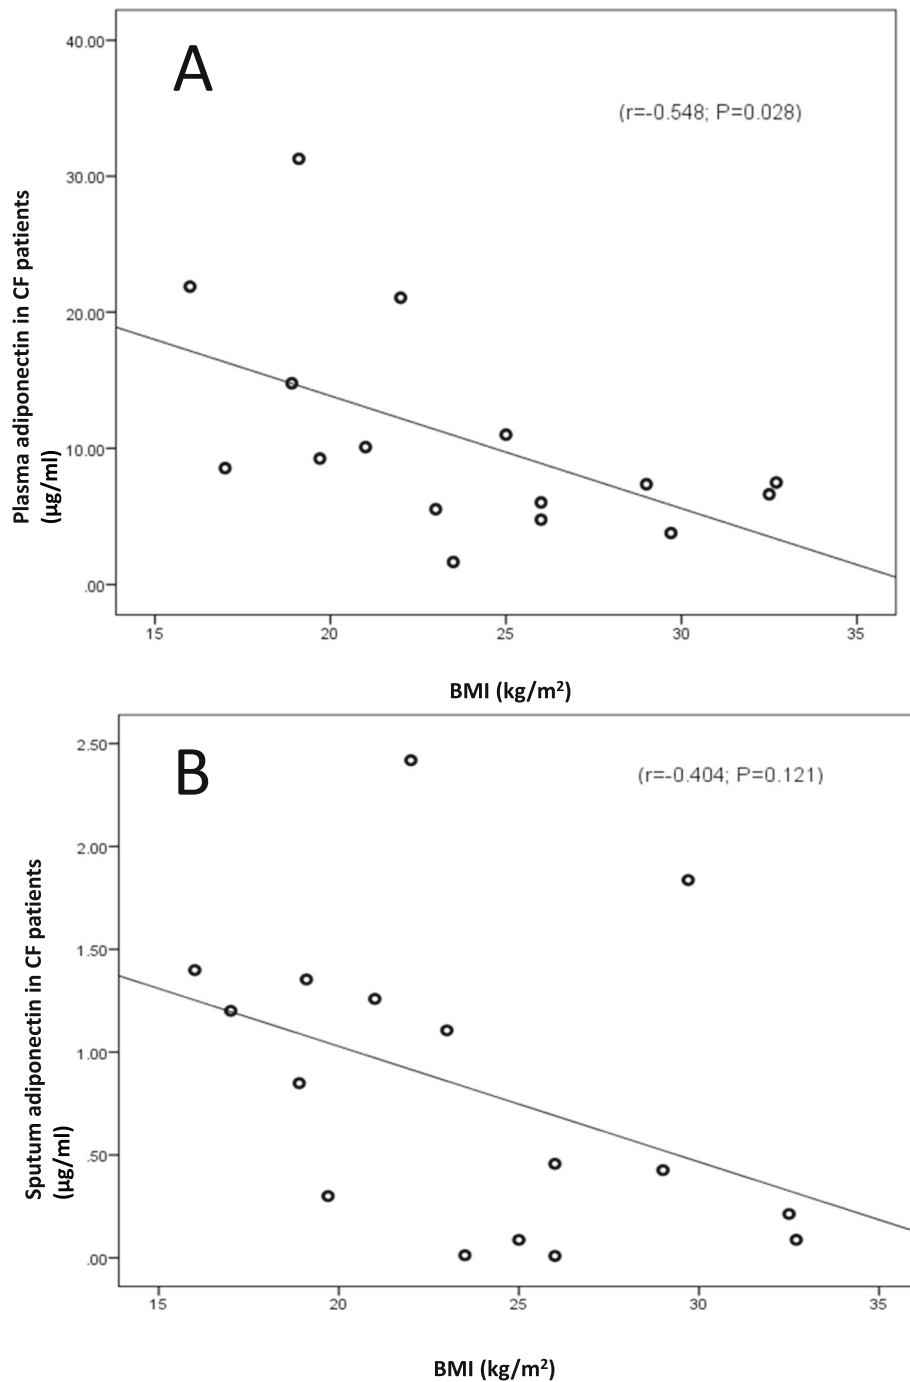 A
(r=-0.548; P=0.028)
40.00
30.00
20.00
10.00
.00
Plasma adiponectin in CF patients
(µg/ml)
15 20 25 30 35
BMI (kg/m²)
B
(r=-0.404; P=0.121)
2.50
2.00
1.50
1.00
.50
.00
Sputum adiponectin in CF patients
(µg/ml)
15 20 25 30 35
BMI (kg/m²)